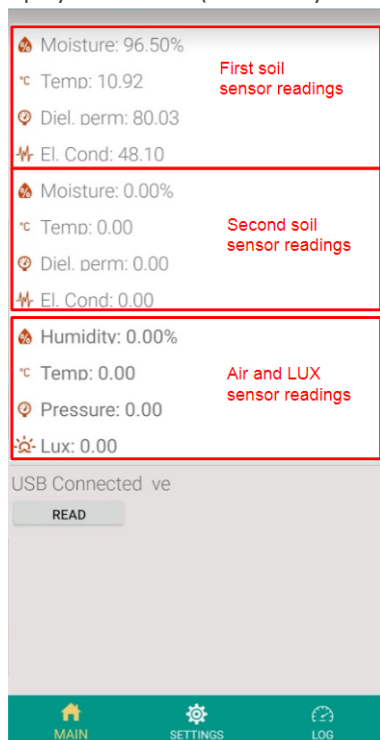 Moisture: 96.50%
°C Temp: 10.92
Diel. perm: 80.03
El. Cond: 48.10
First soil
sensor readings
Moisture: 0.00%
°C Temp: 0.00
Diel. perm: 0.00
El. Cond: 0.00
Second soil
sensor readings
Humidity: 0.00%
°C Temp: 0.00
Pressure: 0.00
Lux: 0.00
Air and LUX
sensor readings
USB Connected ve
READ
MAIN
SETTINGS
LOG